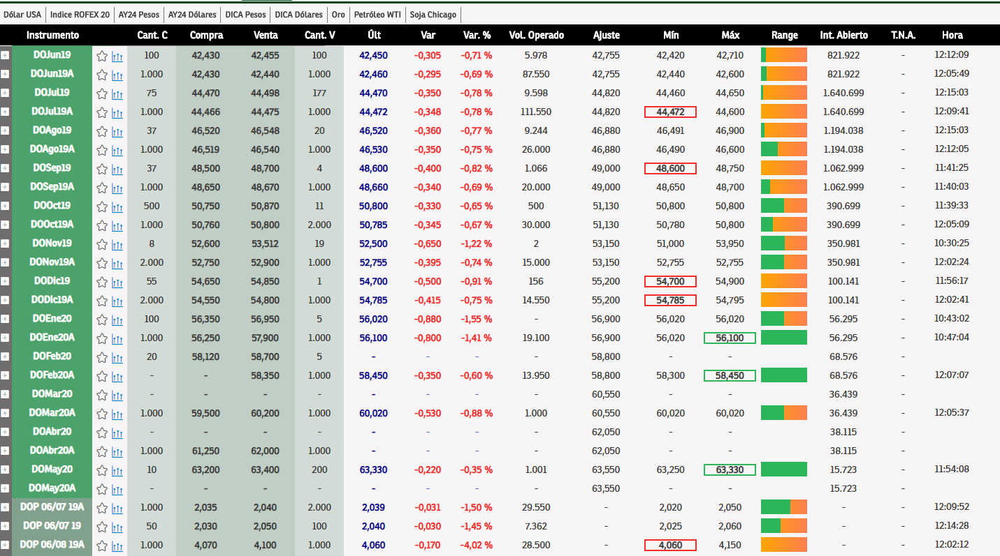 Dólar USA Indice ROFEX 20 AY24 Pesos AY24 Dólares DICA Pesos DICA Dólares Oro Petróleo WTI Soja Chicago
Instrumento Cant. C Compra Venta Cant. V Últ Var Var. % Vol. Operado Ajuste Mín Máx Range Int. Abierto T.N.A. Hora
DOJun19 100 42,430 42,455 100 42,450 -0,305 -0,71 % 5.978 42,755 42,420 42,710 821.922 - 12:12:09
DOJun19A 1.000 42,430 42,440 1.000 42,460 -0,295 -0,69 % 87.550 42,755 42,440 42,600 821.922 - 12:05:49
DOJul19 75 44,470 44,498 177 44,470 -0,350 -0,78 % 9.598 44,820 44,460 44,650 1.640.699 - 12:15:03
DOJul19A 1.000 44,466 44,475 1.000 44,472 -0,348 -0,78 % 111.550 44,820 44,472 44,600 1.640.699 - 12:09:41
DOAgo19 37 46,520 46,548 20 46,520 -0,360 -0,77 % 9.244 46,880 46,491 46,900 1.194.038 - 12:15:03
DOAgo19A 1.000 46,519 46,540 1.000 46,530 -0,350 -0,75 % 26.000 46,880 46,490 46,600 1.194.038 - 12:12:05
DOSep19 37 48,500 48,700 4 48,600 -0,400 -0,82 % 1.066 49,000 48,600 48,750 1.062.999 - 11:41:25
DOSep19A 1.000 48,650 48,670 1.000 48,660 -0,340 -0,69 % 20.000 49,000 48,650 48,700 1.062.999 - 11:40:03
DOOct19 500 50,750 50,870 11 50,800 -0,330 -0,65 % 500 51,130 50,800 50,800 390.699 - 11:39:33
DOOct19A 1.000 50,760 50,800 2.000 50,785 -0,345 -0,67 % 30.000 51,130 50,780 50,800 390.699 - 12:05:09
DONov19 8 52,600 53,512 19 52,500 -0,650 -1,22 % 2 53,150 51,000 53,950 350.981 - 10:30:25
DONov19A 2.000 52,750 52,900 1.000 52,755 -0,395 -0,74 % 15.000 53,150 52,755 52,755 350.981 - 12:02:24
DODic19 55 54,650 54,850 1 54,700 -0,500 -0,91 % 156 55,200 54,700 54,900 100.141 - 11:56:17
DODic19A 2.000 54,550 54,800 1.000 54,785 -0,415 -0,75 % 14.550 55,200 54,785 54,795 100.141 - 12:02:41
DOEne20 100 56,350 56,950 5 56,020 -0,880 -1,55 % - 56,900 56,020 56,020 56.295 - 10:43:02
DOEne20A 1.000 56,250 57,900 1.000 56,100 -0,800 -1,41 % 19.100 56,900 56,020 56,100 56.295 - 10:47:04
DOFeb20 20 58,120 58,700 5 - - - - 58,800 - - 68.576 -
DOFeb20A - - 58,350 1.000 58,450 -0,350 -0,60 % 13.950 58,800 58,300 58,450 68.576 - 12:07:07
DOMar20 - - - - - - - - 60,550 - - 36.439 -
DOMar20A 1.000 59,500 60,200 1.000 60,020 -0,530 -0,88 % 1.000 60,550 60,020 60,020 36.439 - 12:05:37
DOAbr20 - - - - - - - - 62,050 - - 38.115 -
DOAbr20A 1.000 61,250 62,000 1.000 - - - - 62,050 - - 38.115 -
DOMay20 10 63,200 63,400 200 63,330 -0,220 -0,35 % 1.001 63,550 63,250 63,330 15.723 - 11:54:08
DOMay20A - - - - - - - - 63,550 - - 15.723 -
DOP 06/07 19A 1.000 2,035 2,040 2.000 2,039 -0,031 -1,50 % 29.550 - 2,020 2,050 - - 12:09:52
DOP 06/07 19 50 2,030 2,050 100 2,040 -0,030 -1,45 % 7.362 - 2,025 2,060 - - 12:14:28
DOP 06/08 19A 1.000 4,070 4,100 1.000 4,060 -0,170 -4,02 % 28.500 - 4,060 4,150 - - 12:02:12